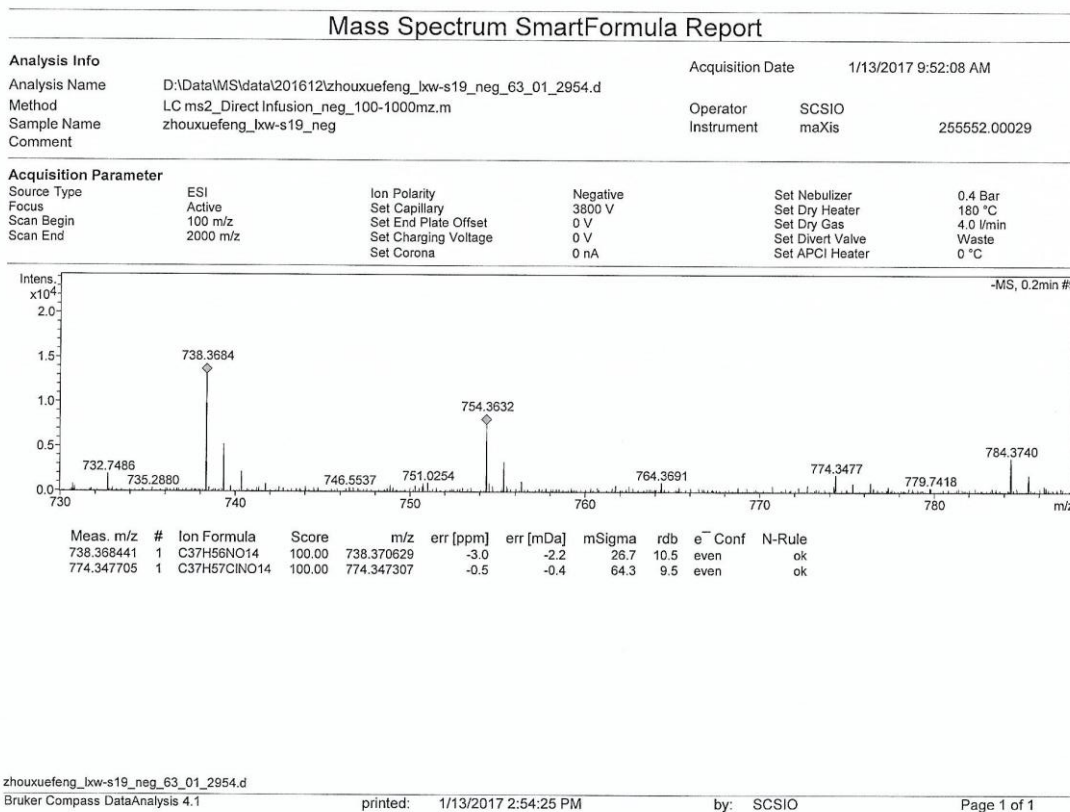 Mass Spectrum SmartFormula Report
Analysis Info
Acquisition Date 1/13/2017 9:52:08 AM
Analysis Name D:\Data\MS\data\201612\zhouxuefeng_lxw-s19_neg_63_01_2954.d
Method LC ms2_Direct Infusion_neg_100-1000mz.m Operator SCSIO
Sample Name zhouxuefeng_lxw-s19_neg Instrument maXis 255552.00029
Comment
Acquisition Parameter
Source Type ESI Ion Polarity Negative Set Nebulizer 0.4 Bar
Focus Active Set Capillary 3800 V Set Dry Heater 180 °C
Scan Begin 100 m/z Set End Plate Offset 0 V Set Dry Gas 4.0 l/min
Scan End 2000 m/z Set Charging Voltage 0 V Set Divert Valve Waste
Set Corona 0 nA Set APCI Heater 0 °C
Intens. -MS, 0.2min
x10⁴
2.0
1.5
738.3684
1.0
754.3632
0.5
784.3740
732.7486 735.2880 746.5537 751.0254 764.3691 774.3477 779.7418
0.0
730 740 750 760 770 780 m/z
Meas. m/z # Ion Formula Score m/z err [ppm] err [mDa] mSigma rdb e⁻ Conf N-Rule
738.368441 1 C37H56NO14 100.00 738.370629 -3.0 -2.2 26.7 10.5 even ok
774.347705 1 C37H57ClNO14 100.00 774.347307 -0.5 -0.4 64.3 9.5 even ok
zhouxuefeng_lxw-s19_neg_63_01_2954.d
Bruker Compass DataAnalysis 4.1 printed: 1/13/2017 2:54:25 PM by: SCSIO Page 1 of 1